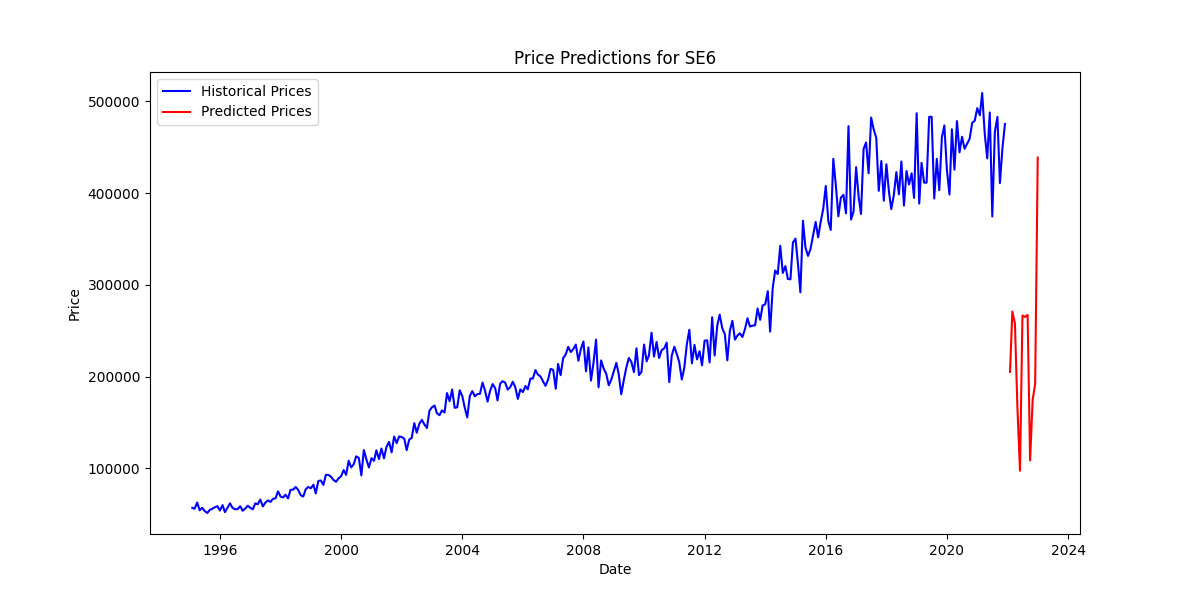 Price Predictions for SE6
Historical Prices
Predicted Prices
500000
400000
300000
200000
100000
Price
1996 2000 2004 2008 2012 2016 2020 2024
Date